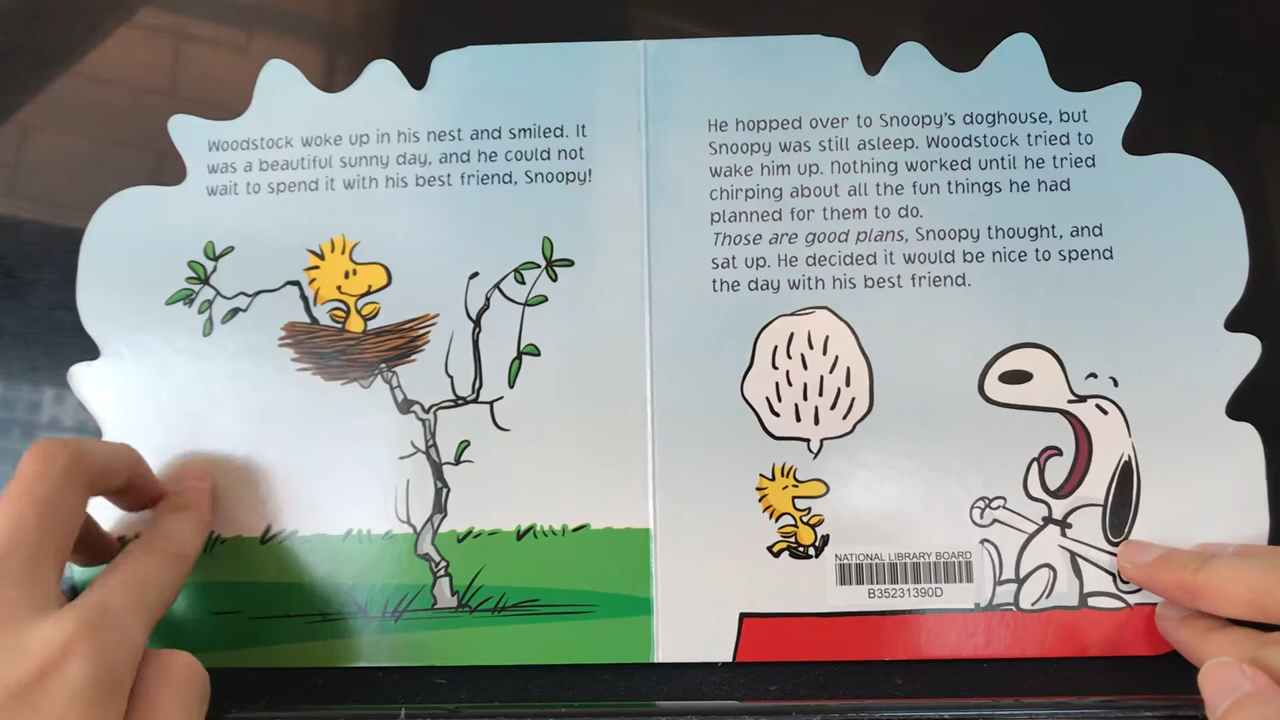 Woodstock woke up in his nest and smiled. It
was a beautiful sunny day, and he could not
wait to spend it with his best friend, Snoopy!
He hopped over to Snoopy's doghouse, but
Snoopy was still asleep. Woodstock tried to
wake him up. Nothing worked until he tried
chirping about all the fun things he had
planned for them to do.
Those are good plans, Snoopy thought, and
sat up. He decided it would be nice to spend
the day with his best friend.
NATIONAL LIBRARY BOARD
B35231390D